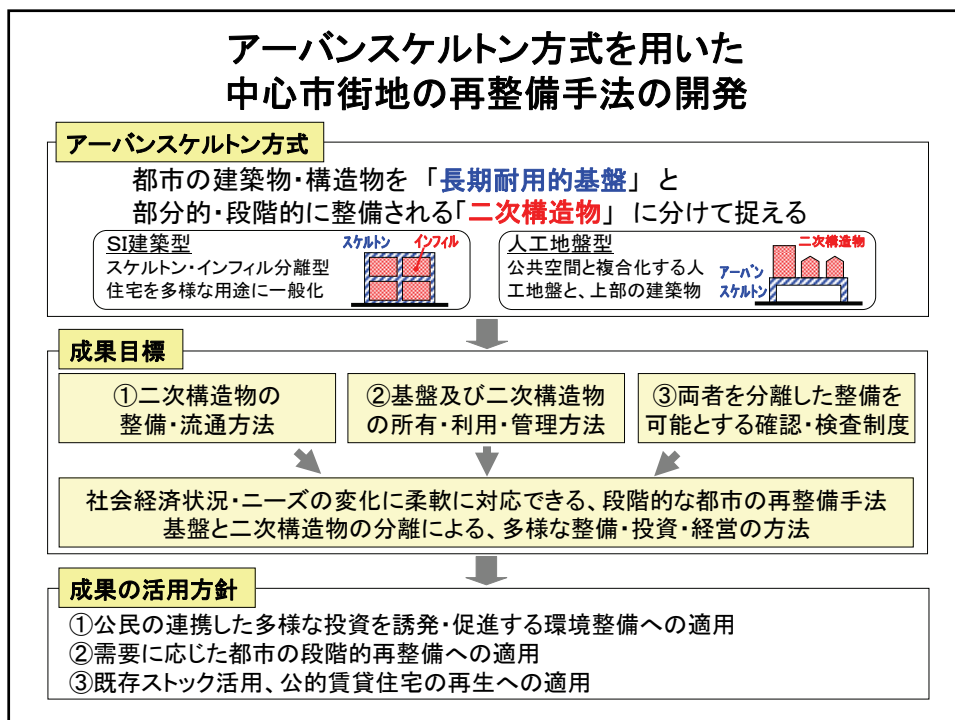 アーバンスケルトン方式を用いた
中心市街地の再整備手法の開発
アーバンスケルトン方式
都市の建築物・構造物を 「長期耐用的基盤」 と
部分的・段階的に整備される「二次構造物」 に分けて捉える
SI建築型
スケルトン・インフィル分離型
住宅を多様な用途に一般化
スケルトン インフィル
人工地盤型
公共空間と複合化する人
工地盤と、上部の建築物
二次構造物
アーバン
スケルトン
成果目標
①二次構造物の
整備・流通方法
②基盤及び二次構造物
の所有・利用・管理方法
③両者を分離した整備を
可能とする確認・検査制度
社会経済状況・ニーズの変化に柔軟に対応できる、段階的な都市の再整備手法
基盤と二次構造物の分離による、多様な整備・投資・経営の方法
成果の活用方針
①公民の連携した多様な投資を誘発・促進する環境整備への適用
②需要に応じた都市の段階的再整備への適用
③既存ストック活用、公的賃貸住宅の再生への適用